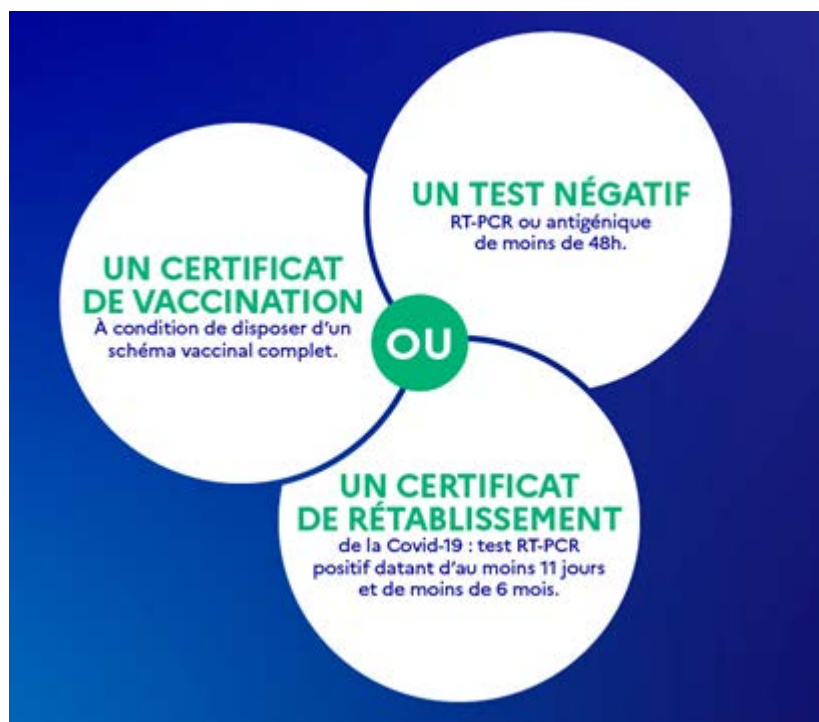 UN TEST NÉGATIF
RT-PCR ou antigénique
de moins de 48h.
UN CERTIFICAT
DE VACCINATION
À condition de disposer d'un
schéma vaccinal complet.
OU
UN CERTIFICAT
DE RÉTABLISSEMENT
de la Covid-19 : test RT-PCR
positif datant d'au moins 11 jours
et de moins de 6 mois.